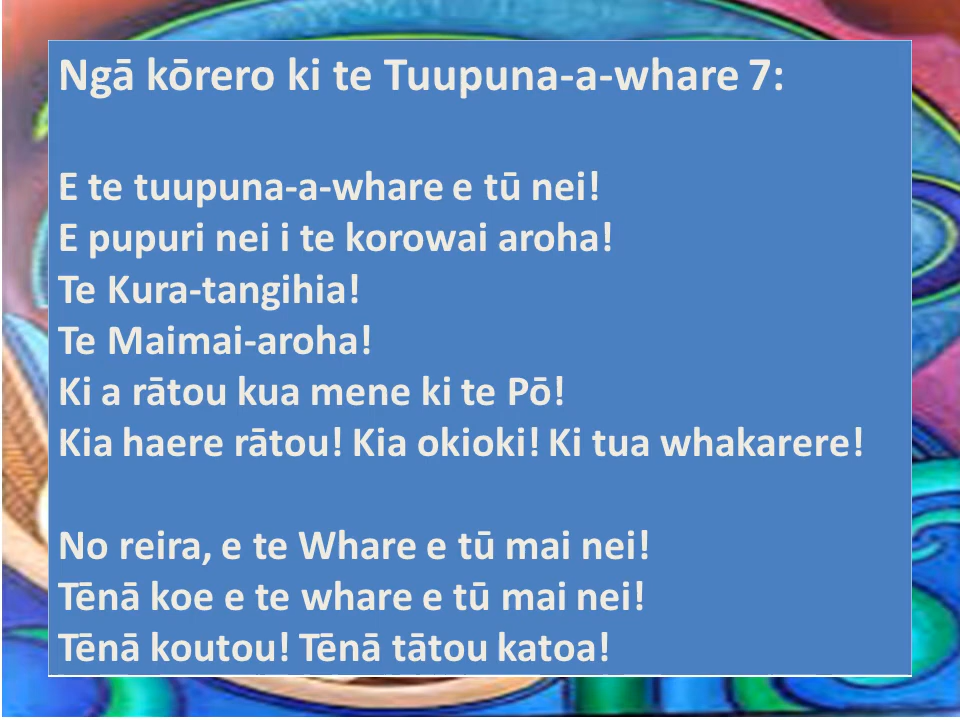 Ngā kōrero ki te Tuupuna-a-whare 7:
E te tuupuna-a-whare e tū nei!
E pupuri nei i te korowai aroha!
Te Kura-tangihia!
Te Maimai-aroha!
Ki a rātou kua mene ki te Pō!
Kia haere rātou! Kia okioki! Ki tua whakarere!
No reira, e te Whare e tū mai nei!
Tēnā koe e te whare e tū mai nei!
Tēnā koutou! Tēnā tātou katoa!